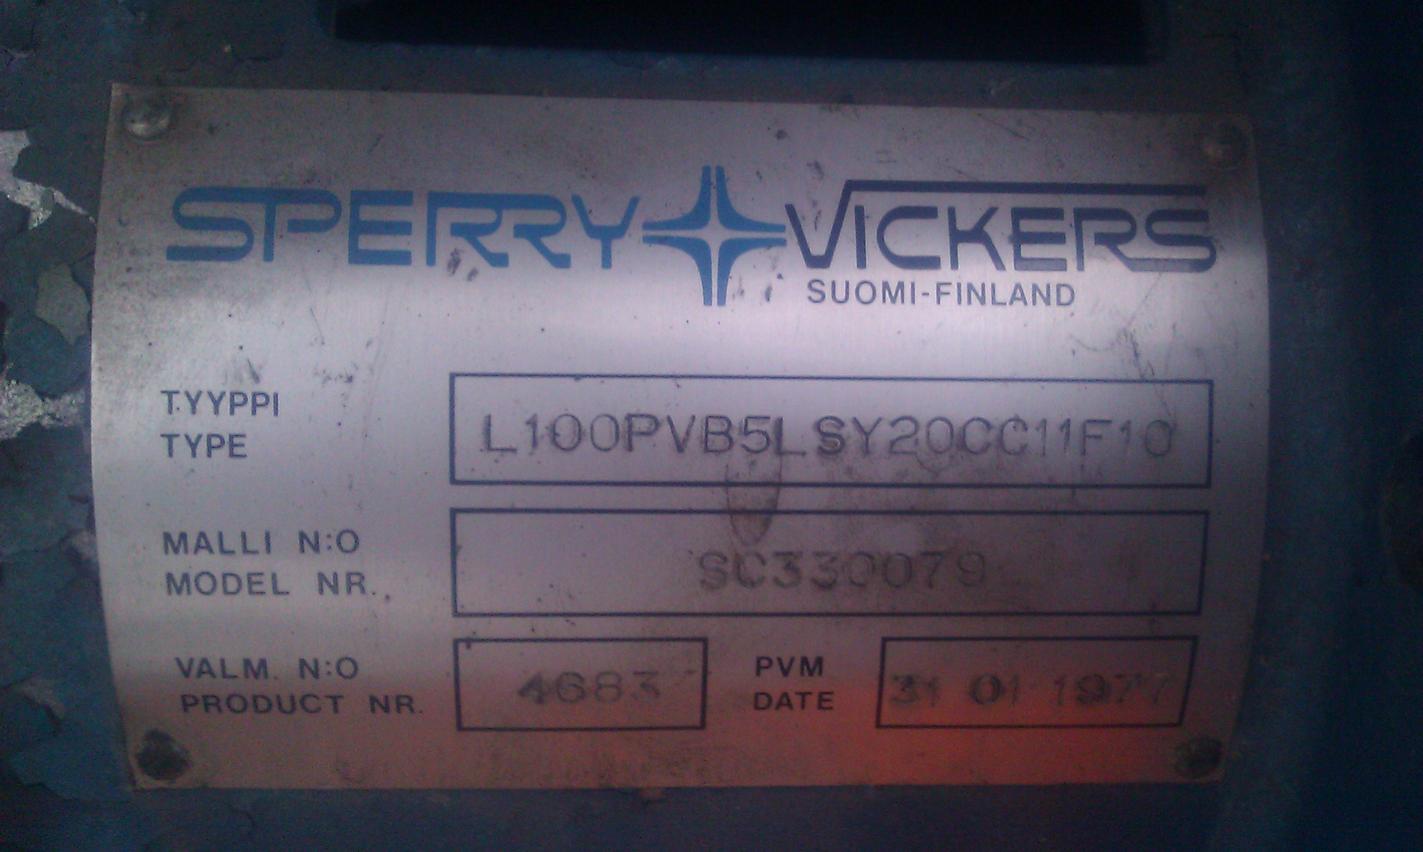 SPERRY VICKERS
SUOMI-FINLAND
TYYPPI
TYPE
L100PVB5LSY20CC11F10
MALLI N:O
MODEL NR.
SC330079
VALM. N:O
PRODUCT NR.
4683
PVM
DATE
31 01 1977